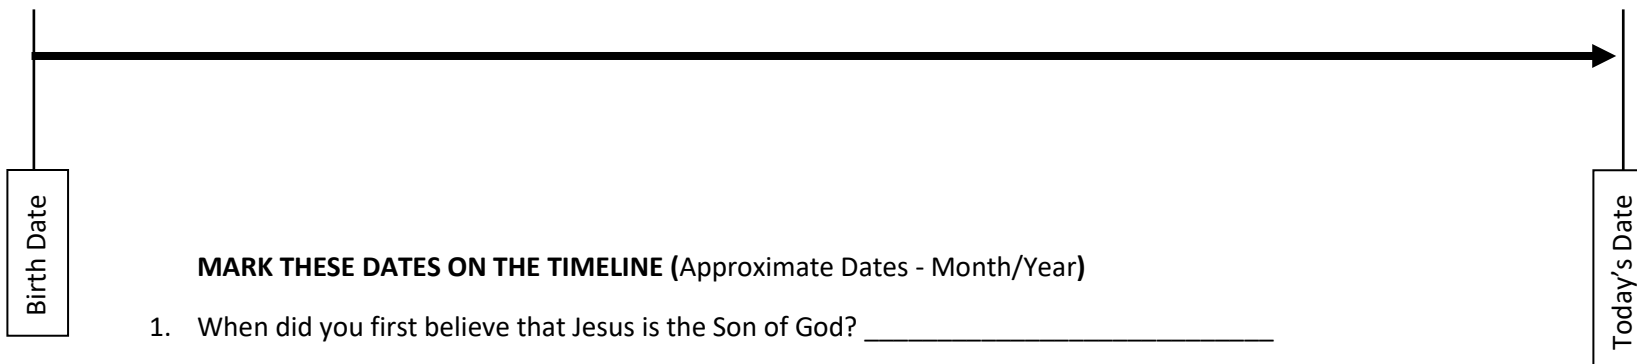 Birth Date
Today’s Date
MARK THESE DATES ON THE TIMELINE (Approximate Dates - Month/Year)
1. When did you first believe that Jesus is the Son of God? ____________________________